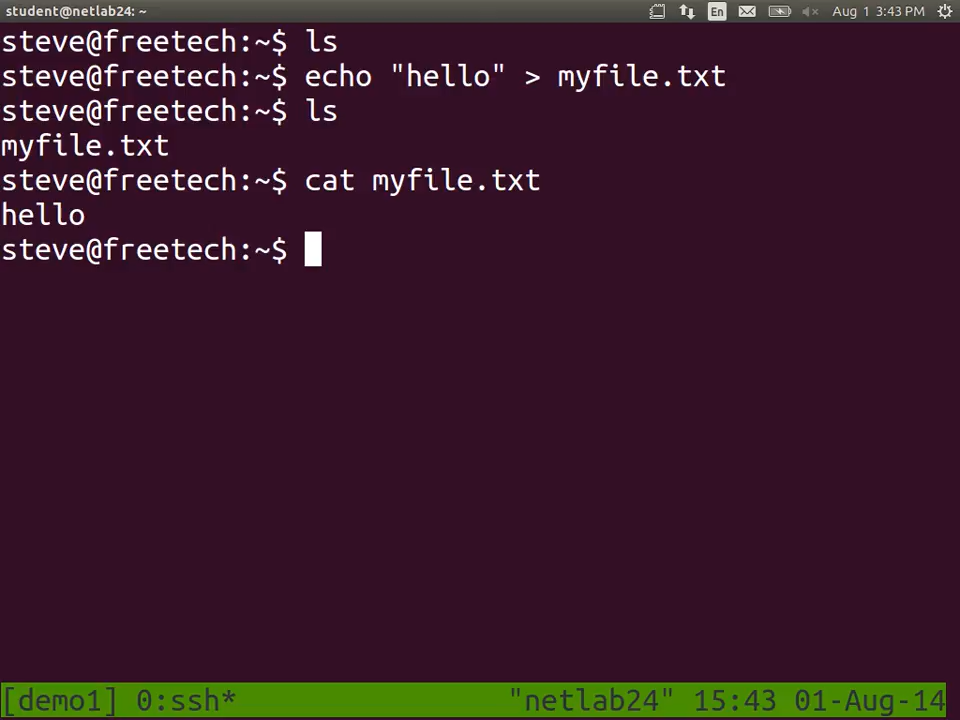 student@netlab24: ~
En
Aug 1 3:43 PM
steve@freetech:~$ ls
steve@freetech:~$ echo "hello" > myfile.txt
steve@freetech:~$ ls
myfile.txt
steve@freetech:~$ cat myfile.txt
hello
steve@freetech:~$
[demo1] 0:ssh* "netlab24" 15:43 01-Aug-14